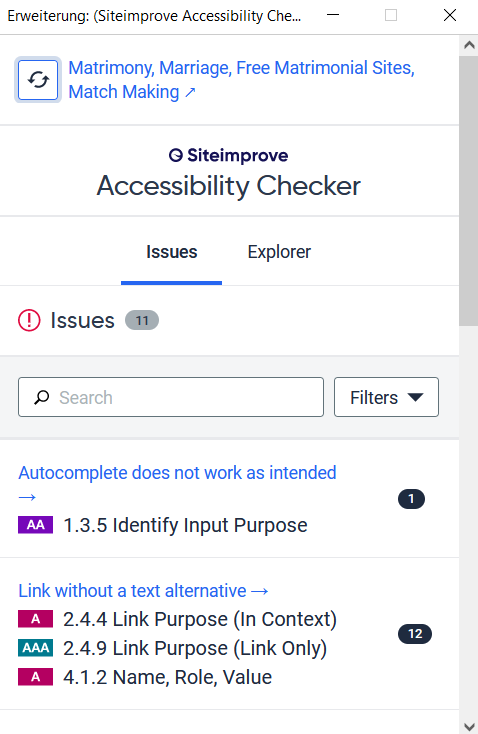 Erweiterung: (Siteimprove Accessibility Che...
Matrimony, Marriage, Free Matrimonial Sites,
Match Making ↗
Siteimprove
Accessibility Checker
Issues Explorer
Issues 11
Search Filters
Autocomplete does not work as intended
→
1
AA 1.3.5 Identify Input Purpose
Link without a text alternative →
A 2.4.4 Link Purpose (In Context)
12
AAA 2.4.9 Link Purpose (Link Only)
A 4.1.2 Name, Role, Value